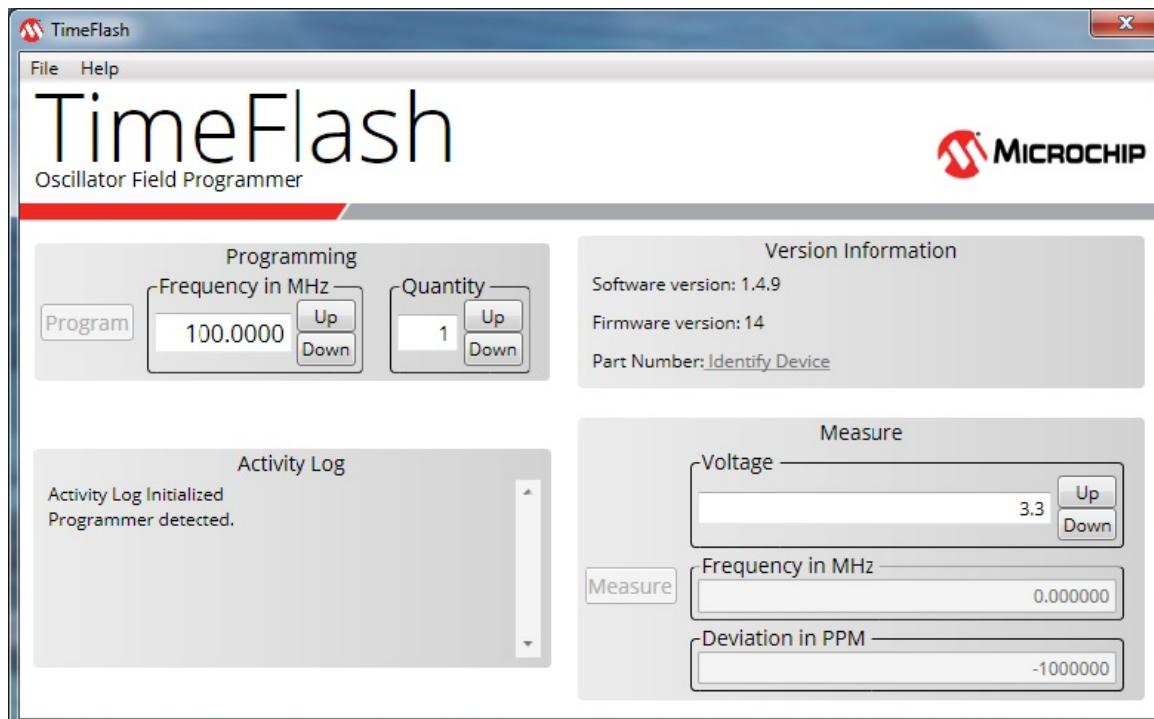 TimeFlash
File Help
TimeFlash
Oscillator Field Programmer
MICROCHIP
Programming
Program
Frequency in MHz
100.0000
Up
Down
Quantity
1
Up
Down
Version Information
Software version: 1.4.9
Firmware version: 14
Part Number: Identify Device
Activity Log
Activity Log Initialized
Programmer detected.
Measure
Voltage
3.3
Up
Down
Measure
Frequency in MHz
0.000000
Deviation in PPM
-1000000